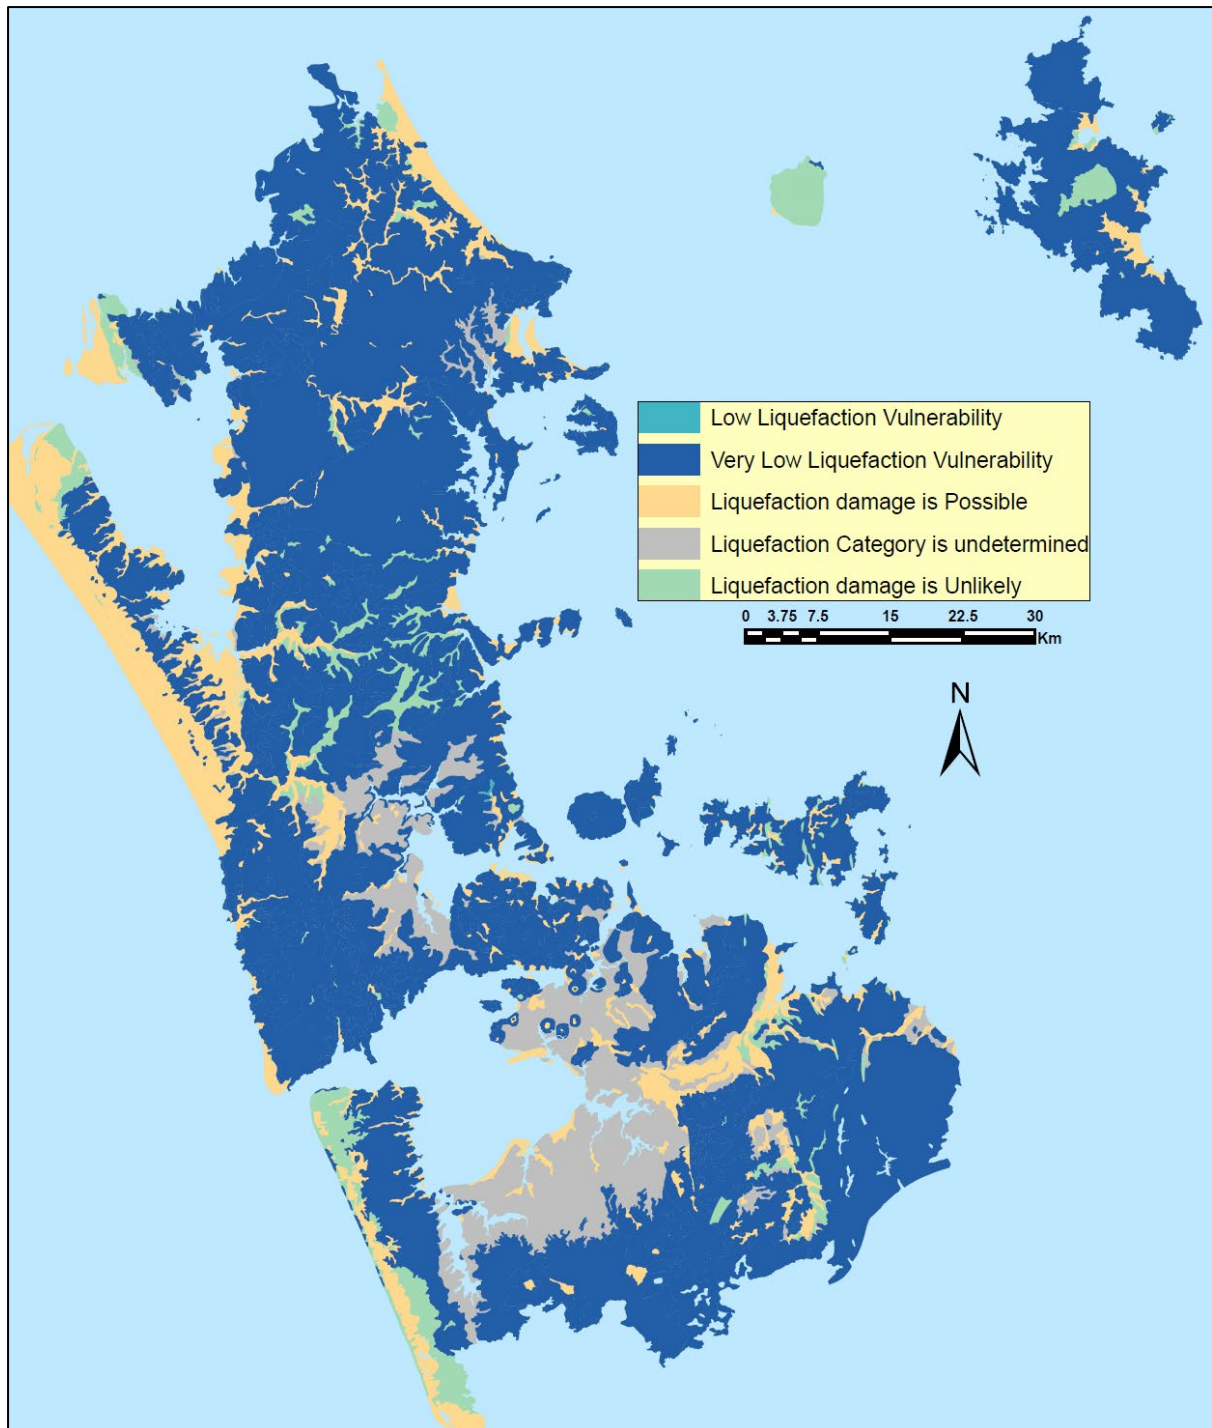 Low Liquefaction Vulnerability
Very Low Liquefaction Vulnerability
Liquefaction damage is Possible
Liquefaction Category is undetermined
Liquefaction damage is Unlikely
0 3.75 7.5 15 22.5 30
Km
N